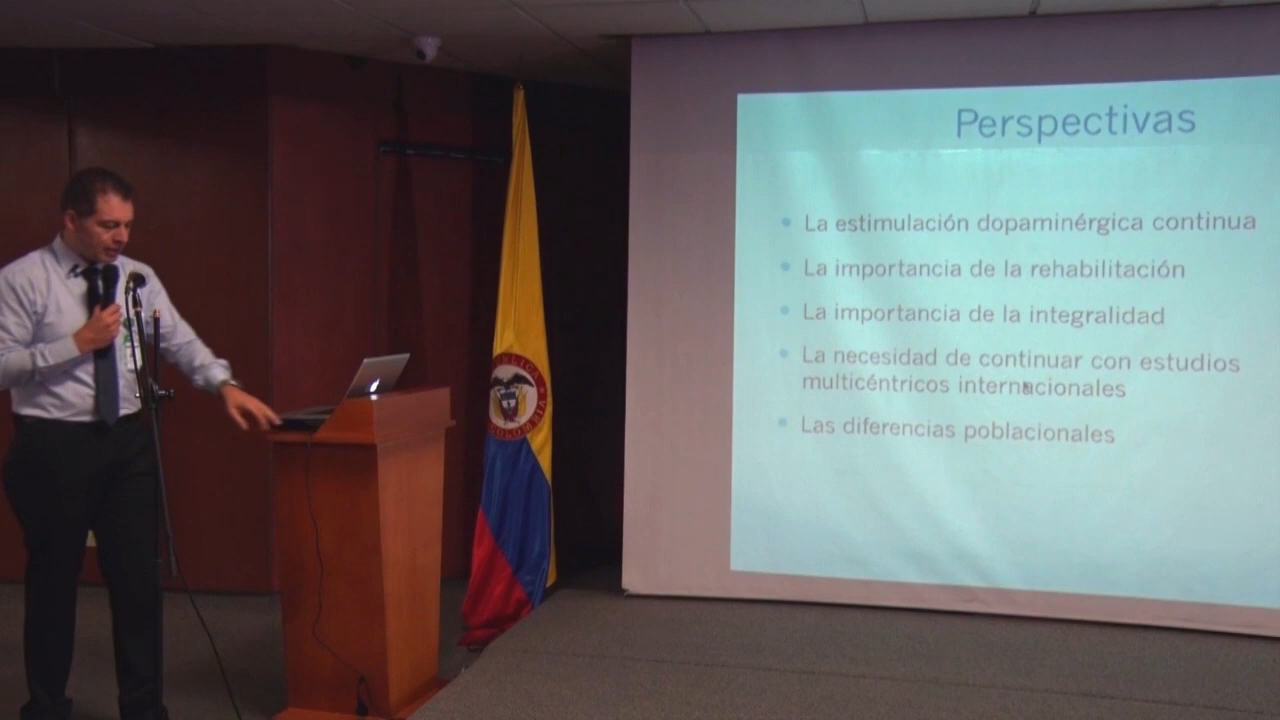 Perspectivas
La estimulación dopaminérgica continua
La importancia de la rehabilitación
La importancia de la integralidad
La necesidad de continuar con estudios
multicéntricos internacionales
Las diferencias poblacionales
COLOMBIA